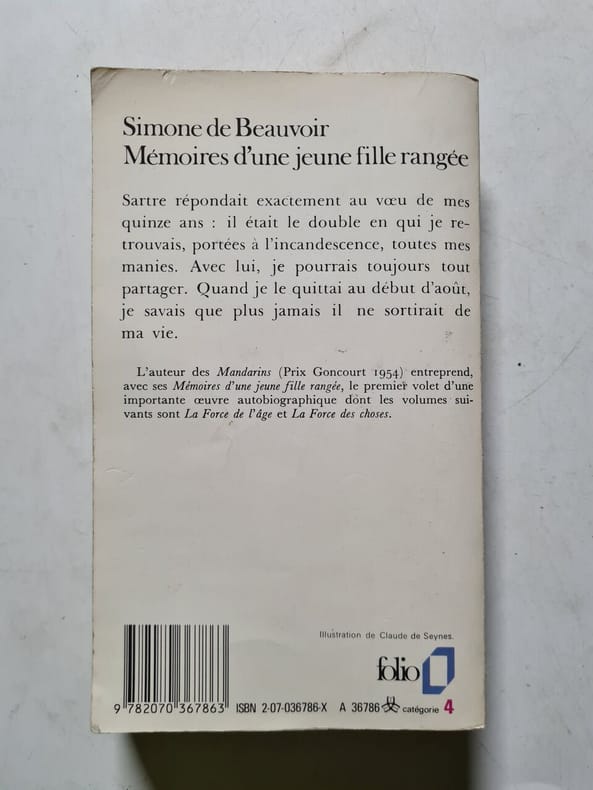 Simone de Beauvoir
Mémoires d'une jeune fille rangée
Sartre répondait exactement au vœu de mes
quinze ans : il était le double en qui je re-
trouvais, portées à l'incandescence, toutes mes
manies. Avec lui, je pourrais toujours tout
partager. Quand je le quittai au début d'août,
je savais que plus jamais il ne sortirait de
ma vie.
L'auteur des Mandarins (Prix Goncourt 1954) entreprend,
avec ses Mémoires d'une jeune fille rangée, le premier volet d'une
importante œuvre autobiographique dont les volumes sui-
vants sont La Force de l'âge et La Force des choses.
Illustration de Claude de Seynes.
folio
9 782070 367863 ISBN 2-07-036786-X A 36786 catégorie 4